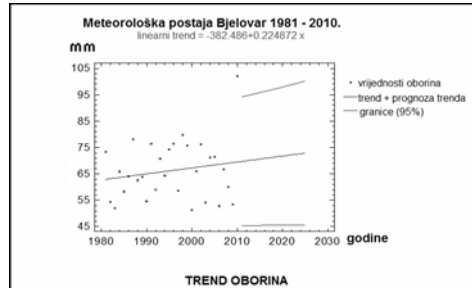 Meteorološka postaja Bjelovar 1981 - 2010.
linearni trend = -382.486+0.224872 x
mm
105
95
85
75
65
55
45
1980 1990 2000 2010 2020 2030
godine
vrijednosti oborina
trend + prognoza trenda
granice (95%)
TREND OBORINA